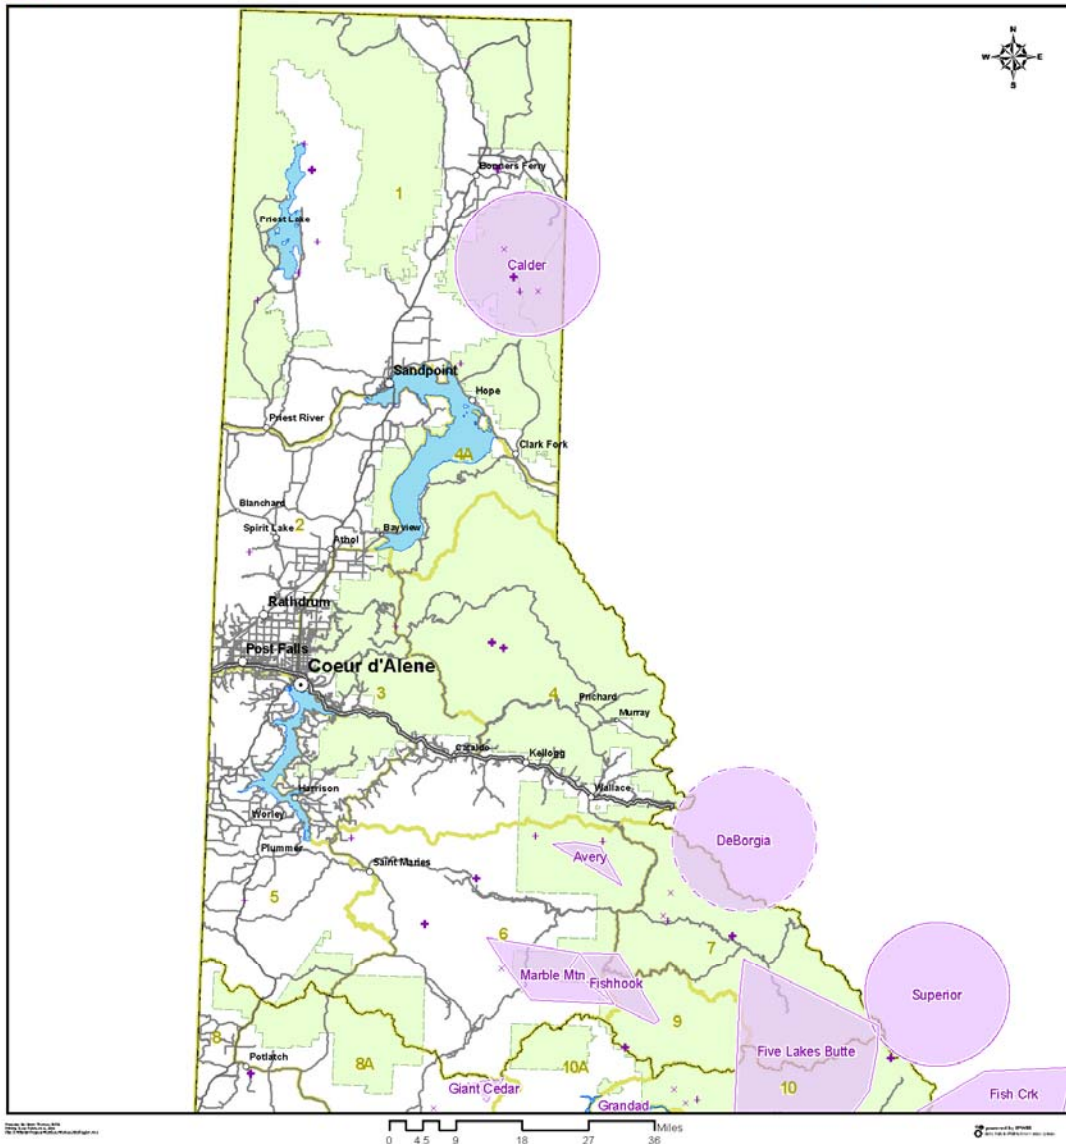 N
W E
S
Bonners Ferry
1
Priest Lake
Calder
Sandpoint
Hope
Priest River
Clark Fork
4A
Blanchard
2
Spirit Lake
Bayview
Athol
Rathdrum
Post Falls
Coeur d'Alene
3
4
Prichard
Murray
Cataldo
Kellogg
Wallace
Harrison
Worley
DeBorgia
Plummer
Avery
Saint Maries
5
6
7
Marble Mtn
Fishhook
Superior
9
8
Five Lakes Butte
Potlatch
8A
10A
10
Giant Cedar
Grandad
Fish Crk
Miles
0 4.5 9 18 27 36